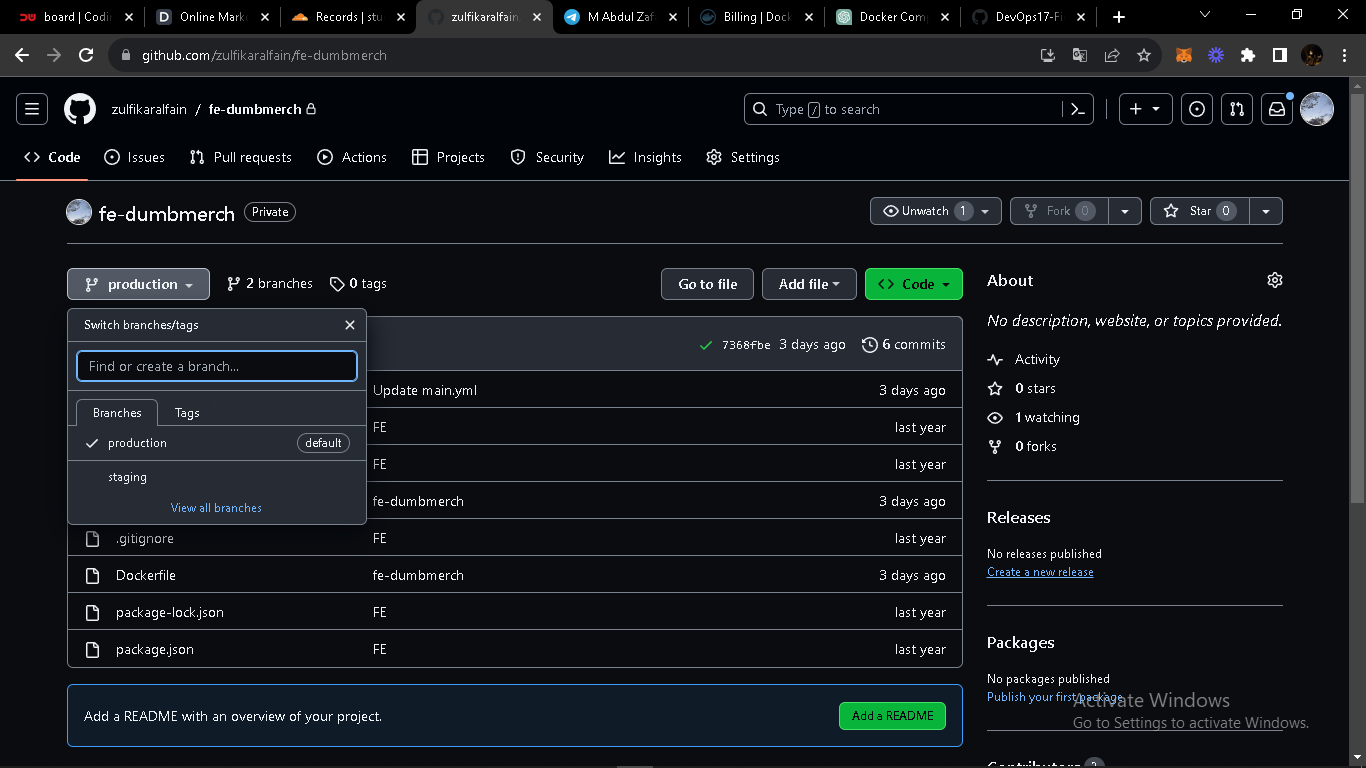 board | Codi
Online Mark
Records | stu
zulfikaralfain
M Abdul Zaf
Billing | Dock
Docker Com
DevOps17-Fi
github.com/zulfikaralfain/fe-dumbmerch
zulfikaralfain / fe-dumbmerch
Type / to search
Code Issues Pull requests Actions Projects Security Insights Settings
fe-dumbmerch Private
Unwatch 1 Fork 0 Star 0
production 2 branches 0 tags
Go to file Add file Code
Switch branches/tags
Find or create a branch...
Branches Tags
production default
staging
View all branches
7368fbe 3 days ago 6 commits
Update main.yml 3 days ago
FE last year
FE last year
fe-dumbmerch 3 days ago
.gitignore FE last year
Dockerfile fe-dumbmerch 3 days ago
package-lock.json FE last year
package.json FE last year
Add a README with an overview of your project.
Add a README
About
No description, website, or topics provided.
Activity
0 stars
1 watching
0 forks
Releases
No releases published
Create a new release
Packages
No packages published
Publish your first package
Activate Windows
Go to Settings to activate Windows.